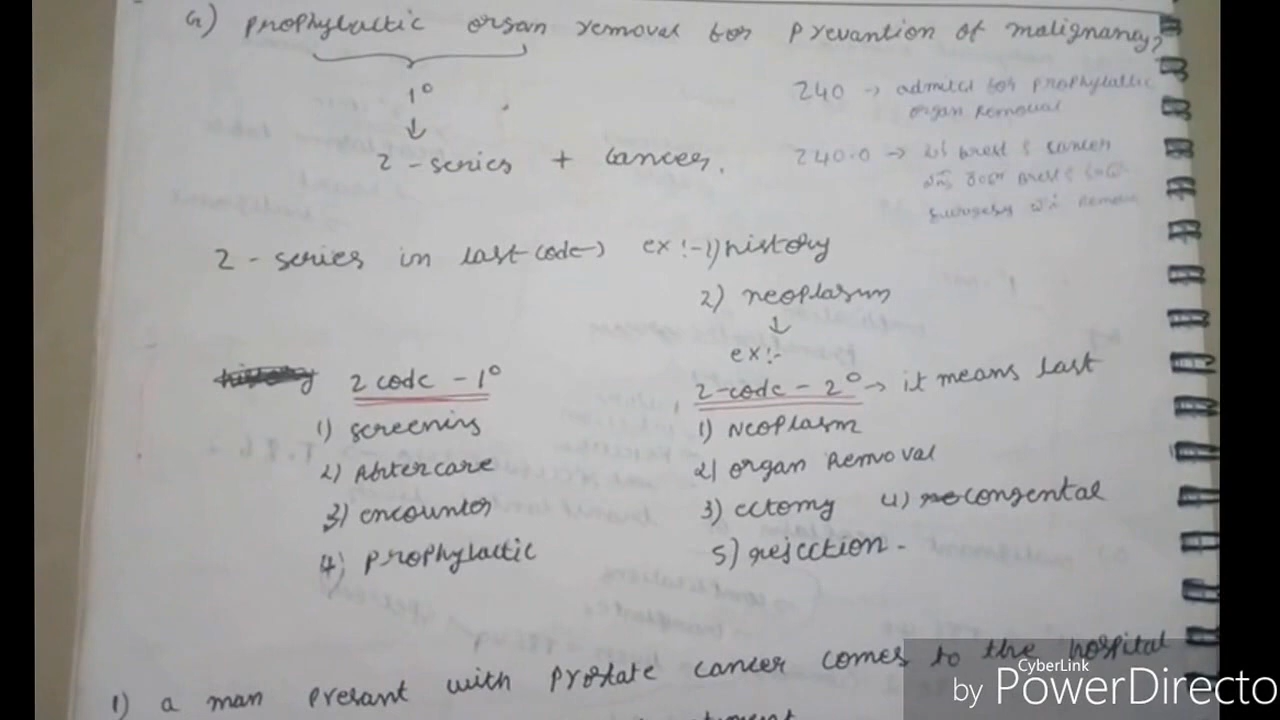 G) prophylactic organ removal for prevantion of malignancy?
1°
↓
Z - series + cancer.
Z40 → admitted for prophylactic
organ removal
Z40.0 →
Z - series in last code → ex :- 1) history
2) neoplasm
↓
ex :-
Z code - 1°
1) screening
2) Aftercare
3) encounter
4) prophylactic
Z - code - 2° → it means last
1) Neoplasm
2) organ Removal
3) ectomy 4) congental
5) rejection -
1) a man present with prostate cancer comes to the hospital
CyberLink
by PowerDirecto